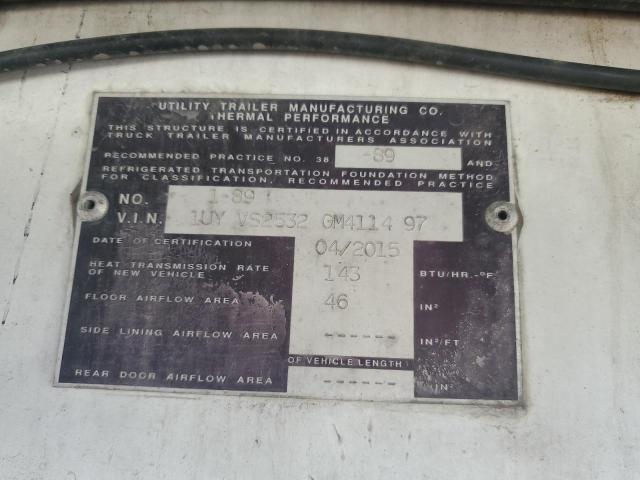 UTILITY TRAILER MANUFACTURING CO.
THERMAL PERFORMANCE
THIS STRUCTURE IS CERTIFIED IN ACCORDANCE WITH
TRUCK TRAILER MANUFACTURERS ASSOCIATION
RECOMMENDED PRACTICE NO. 38 -89 AND
REFRIGERATED TRANSPORTATION FOUNDATION METHOD
FOR CLASSIFICATION, RECOMMENDED PRACTICE
NO. 1-89
V.I.N. 1UY VS2532 GM4114 97
DATE OF CERTIFICATION 04/2015
HEAT TRANSMISSION RATE
OF NEW VEHICLE 143 BTU/HR.-°F
FLOOR AIRFLOW AREA 46 IN²
SIDE LINING AIRFLOW AREA ------ IN²/FT
OF VEHICLE LENGTH
REAR DOOR AIRFLOW AREA ------ IN²